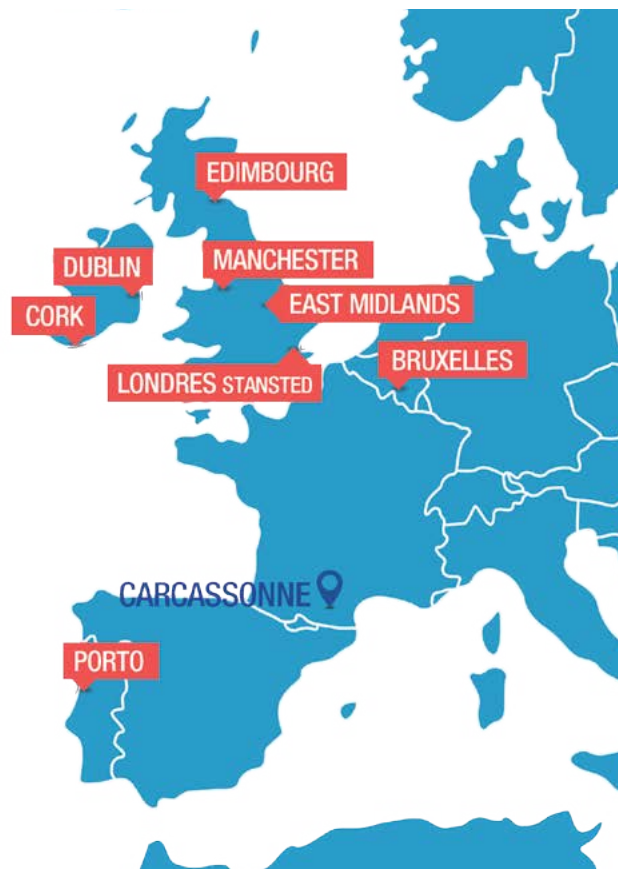 EDIMBOURG
MANCHESTER
DUBLIN
EAST MIDLANDS
CORK
BRUXELLES
LONDRES STANSTED
CARCASSONNE
PORTO